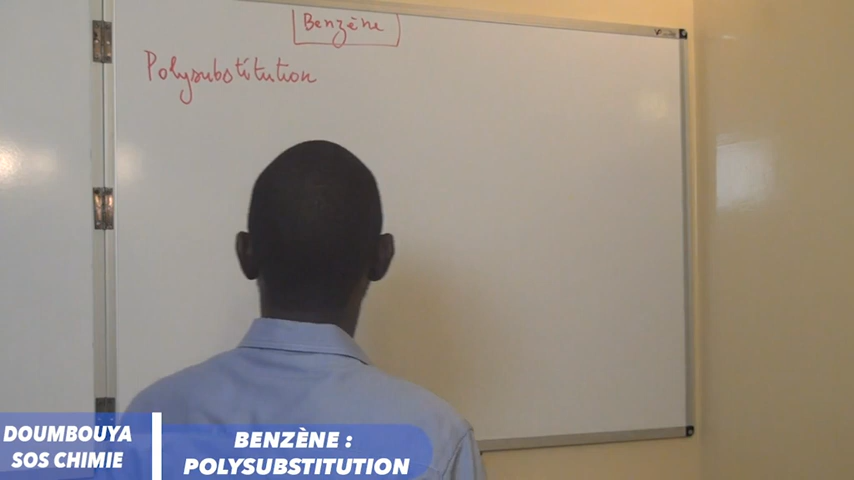 Benzène
Polysubstitution
DOUMBOUYA
SOS CHIMIE
BENZÈNE :
POLYSUBSTITUTION